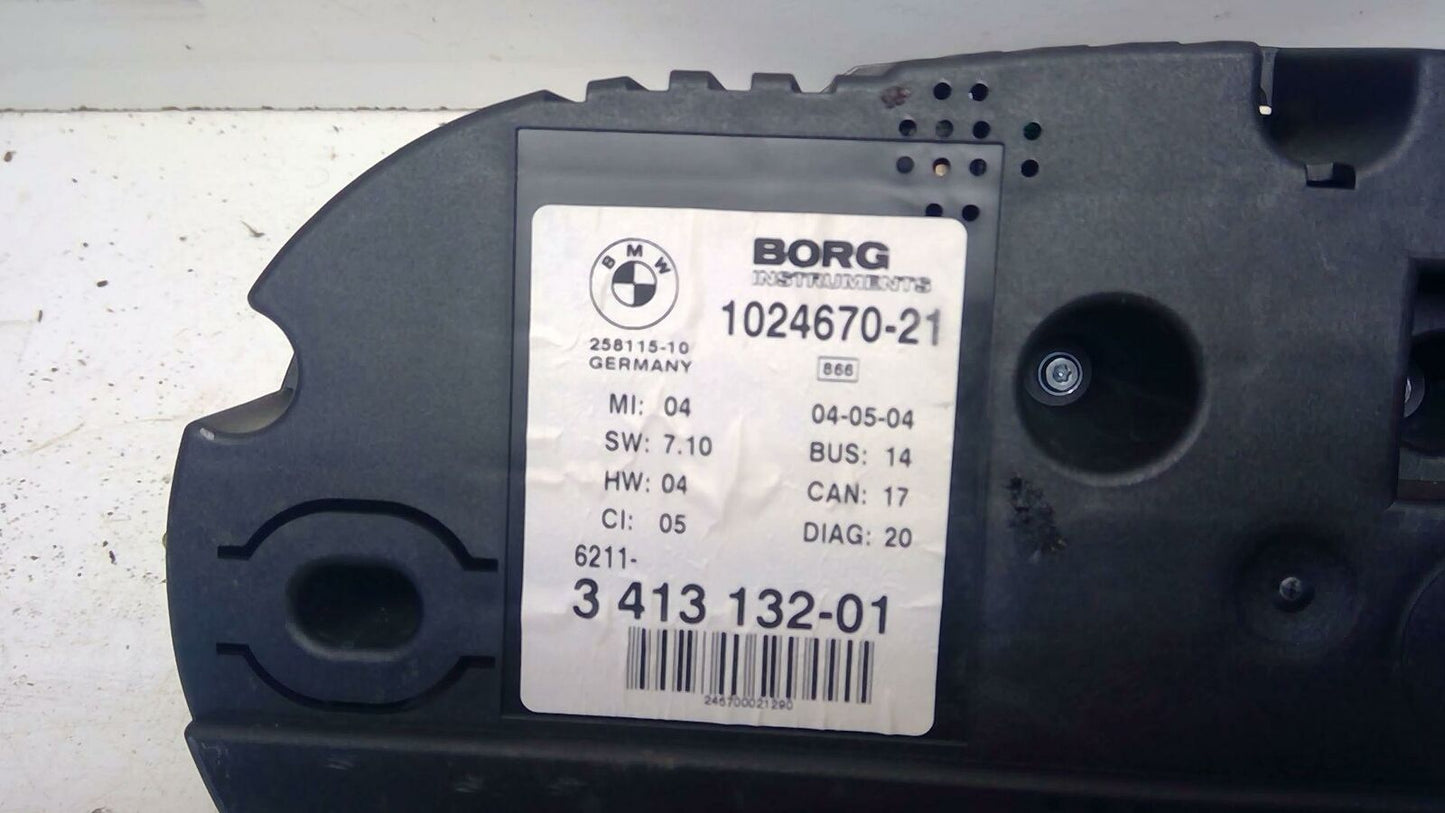 BMW
BORG
INSTRUMENTS
1024670-21
258115-10
GERMANY
866
MI: 04
04-05-04
SW: 7.10
BUS: 14
HW: 04
CAN: 17
CI: 05
DIAG: 20
6211-
3 413 132-01
246700021290